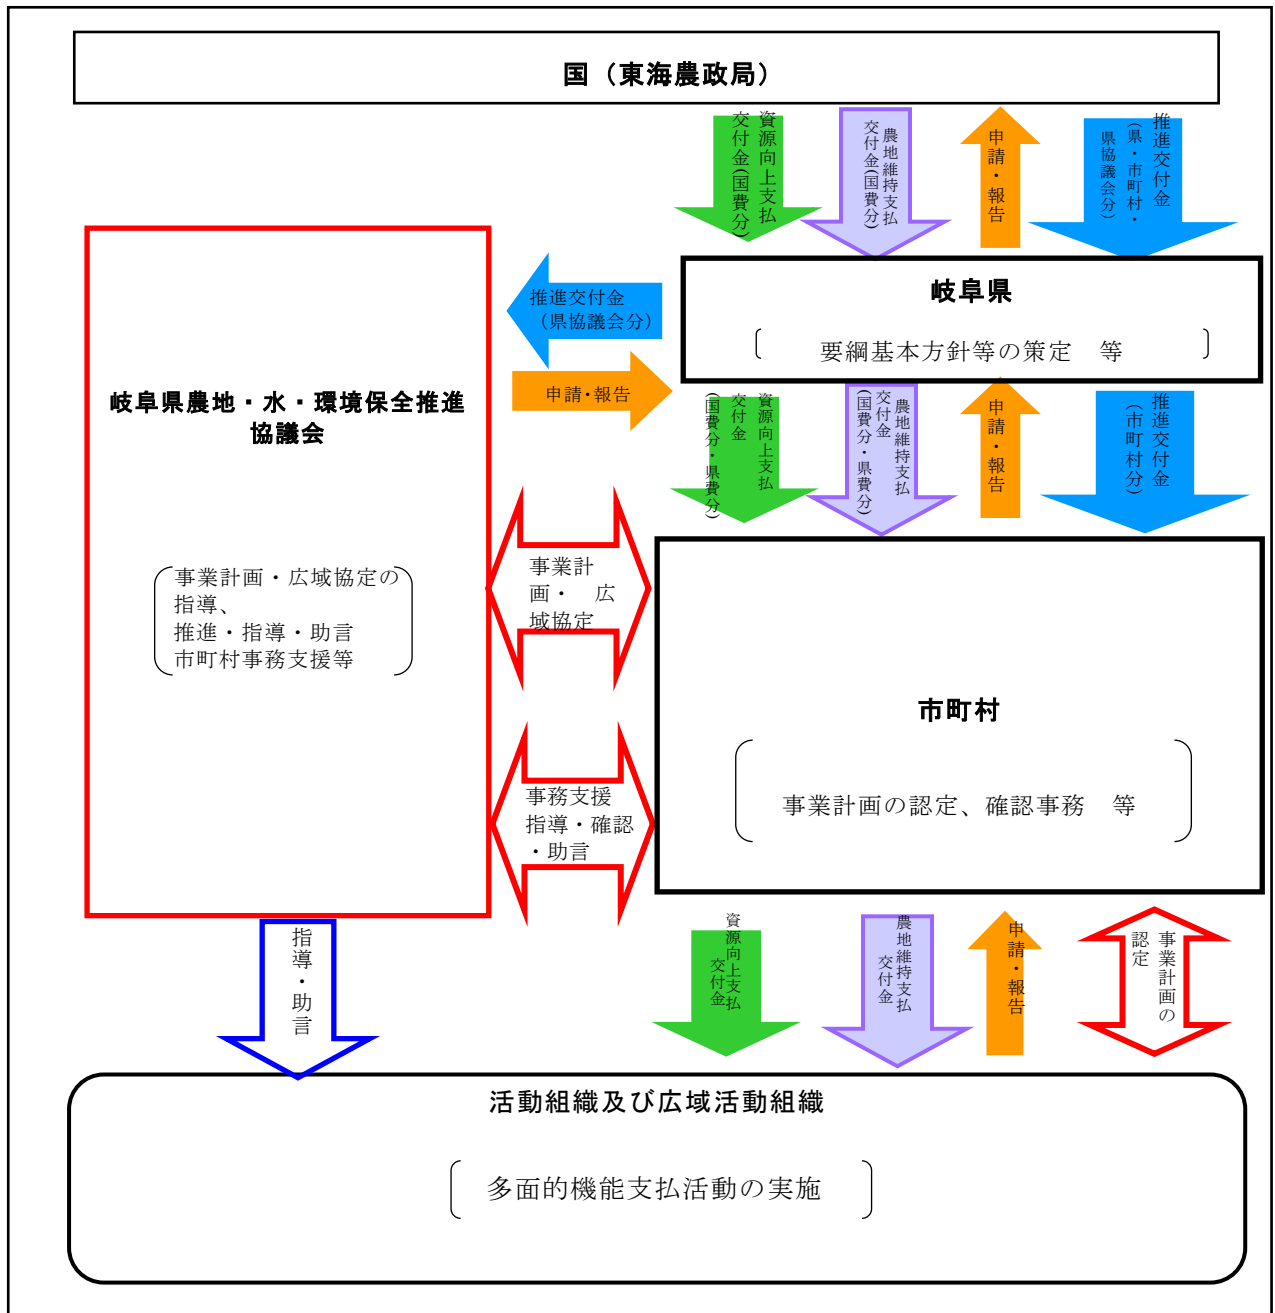 国（東海農政局）
資源向上支払
交付金(国費分)
農地維持支払
交付金(国費分)
申請・報告
推進交付金
(県・市町村・
県協議会分)
岐阜県
要綱基本方針等の策定　等
推進交付金
（県協議会分）
申請・報告
岐阜県農地・水・環境保全推進
協議会
事業計画・広域協定の
指導、
推進・指導・助言
市町村事務支援等
資源向上支払
交付金
(国費分・県費分)
農地維持支払
交付金
(国費分・県費分)
申請・報告
推進交付金
(市町村分)
事業計
画・　広
域協定
事務支援
指導・確認
・助言
市町村
事業計画の認定、確認事務　等
指導・助言
資源向上支払
交付金
農地維持支払
交付金
申請・報告
事業計画の
認定
活動組織及び広域活動組織
多面的機能支払活動の実施